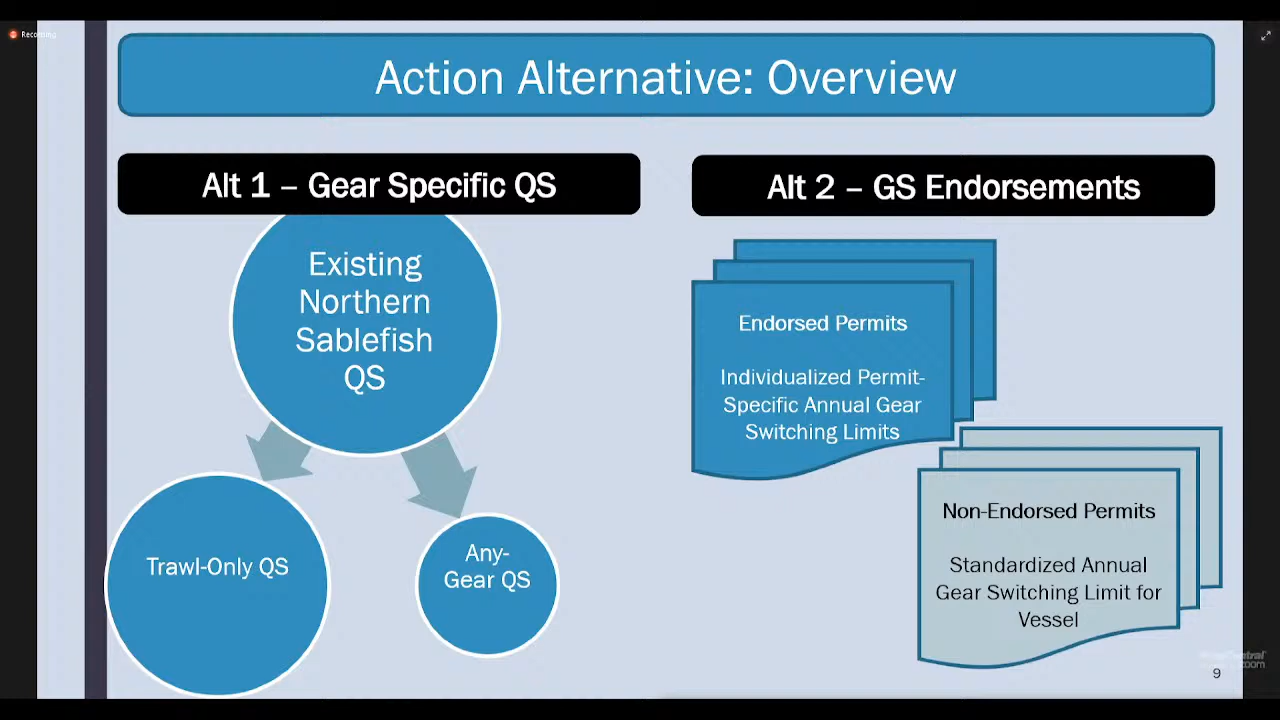 Recording
Action Alternative: Overview
Alt 1 – Gear Specific QS
Alt 2 – GS Endorsements
Existing
Northern
Sablefish
QS
Trawl-Only QS
Any-
Gear QS
Endorsed Permits
Individualized Permit-
Specific Annual Gear
Switching Limits
Non-Endorsed Permits
Standardized Annual
Gear Switching Limit for
Vessel
9